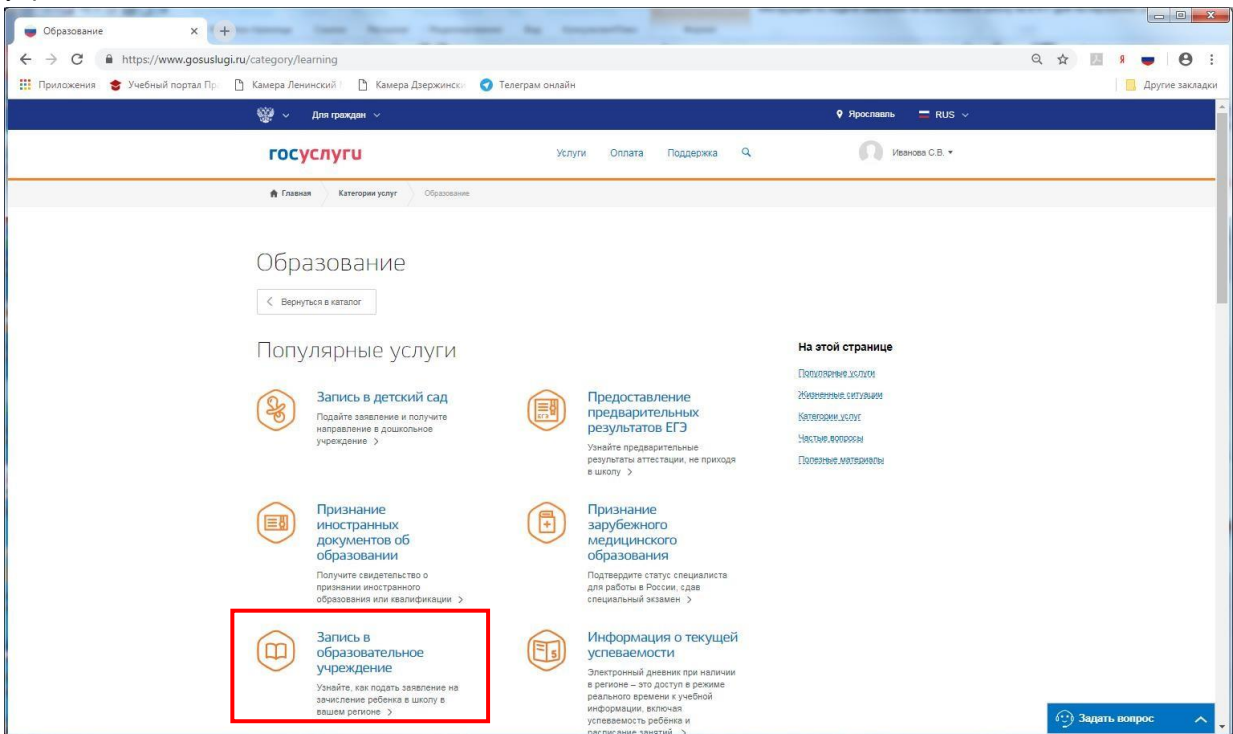 Образование
https://www.gosuslugi.ru/category/learning
Я
Приложения
Учебный портал Пр
Камера Ленинский
Камера Дзержинск
Телеграм онлайн
Другие закладки
Для граждан
Ярославль
RUS
госуслуги
Услуги
Оплата
Поддержка
Иванова С.В.
Главная
Категории услуг
Образование
Образование
Вернуться в каталог
Популярные услуги
Запись в детский сад
Подайте заявление и получите
направление в дошкольное
учреждение >
Предоставление
предварительных
результатов ЕГЭ
Узнайте предварительные
результаты аттестации, не приходя
в школу >
Признание
иностранных
документов об
образовании
Получите свидетельство о
признании иностранного
образования или квалификации >
Признание
зарубежного
медицинского
образования
Подтвердите статус специалиста
для работы в России, сдав
специальный экзамен >
Запись в
образовательное
учреждение
Узнайте, как подать заявление на
зачисление ребенка в школу в
вашем регионе >
Информация о текущей
успеваемости
Электронный дневник при наличии
в регионе – это доступ в режиме
реального времени к учебной
информации, включая
успеваемость ребёнка и
расписание занятий >
На этой странице
Популярные услуги
Жизненные ситуации
Категории услуг
Частые вопросы
Полезные материалы
Задать вопрос